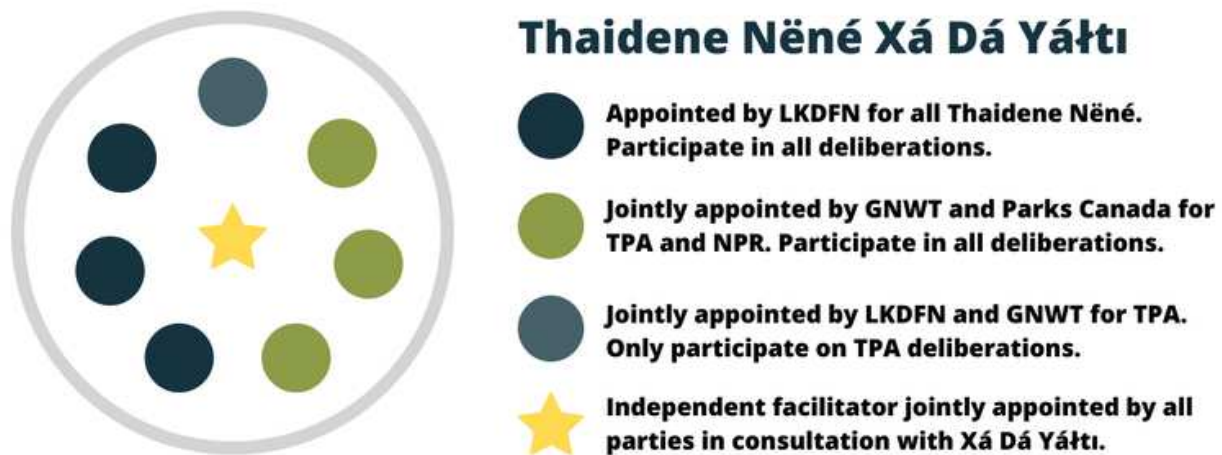 Thaidene Nëné Xá Dá Yáłtı
Appointed by LKDFN for all Thaidene Nëné.
Participate in all deliberations.
Jointly appointed by GNWT and Parks Canada for
TPA and NPR. Participate in all deliberations.
Jointly appointed by LKDFN and GNWT for TPA.
Only participate on TPA deliberations.
Independent facilitator jointly appointed by all
parties in consultation with Xá Dá Yáłtı.